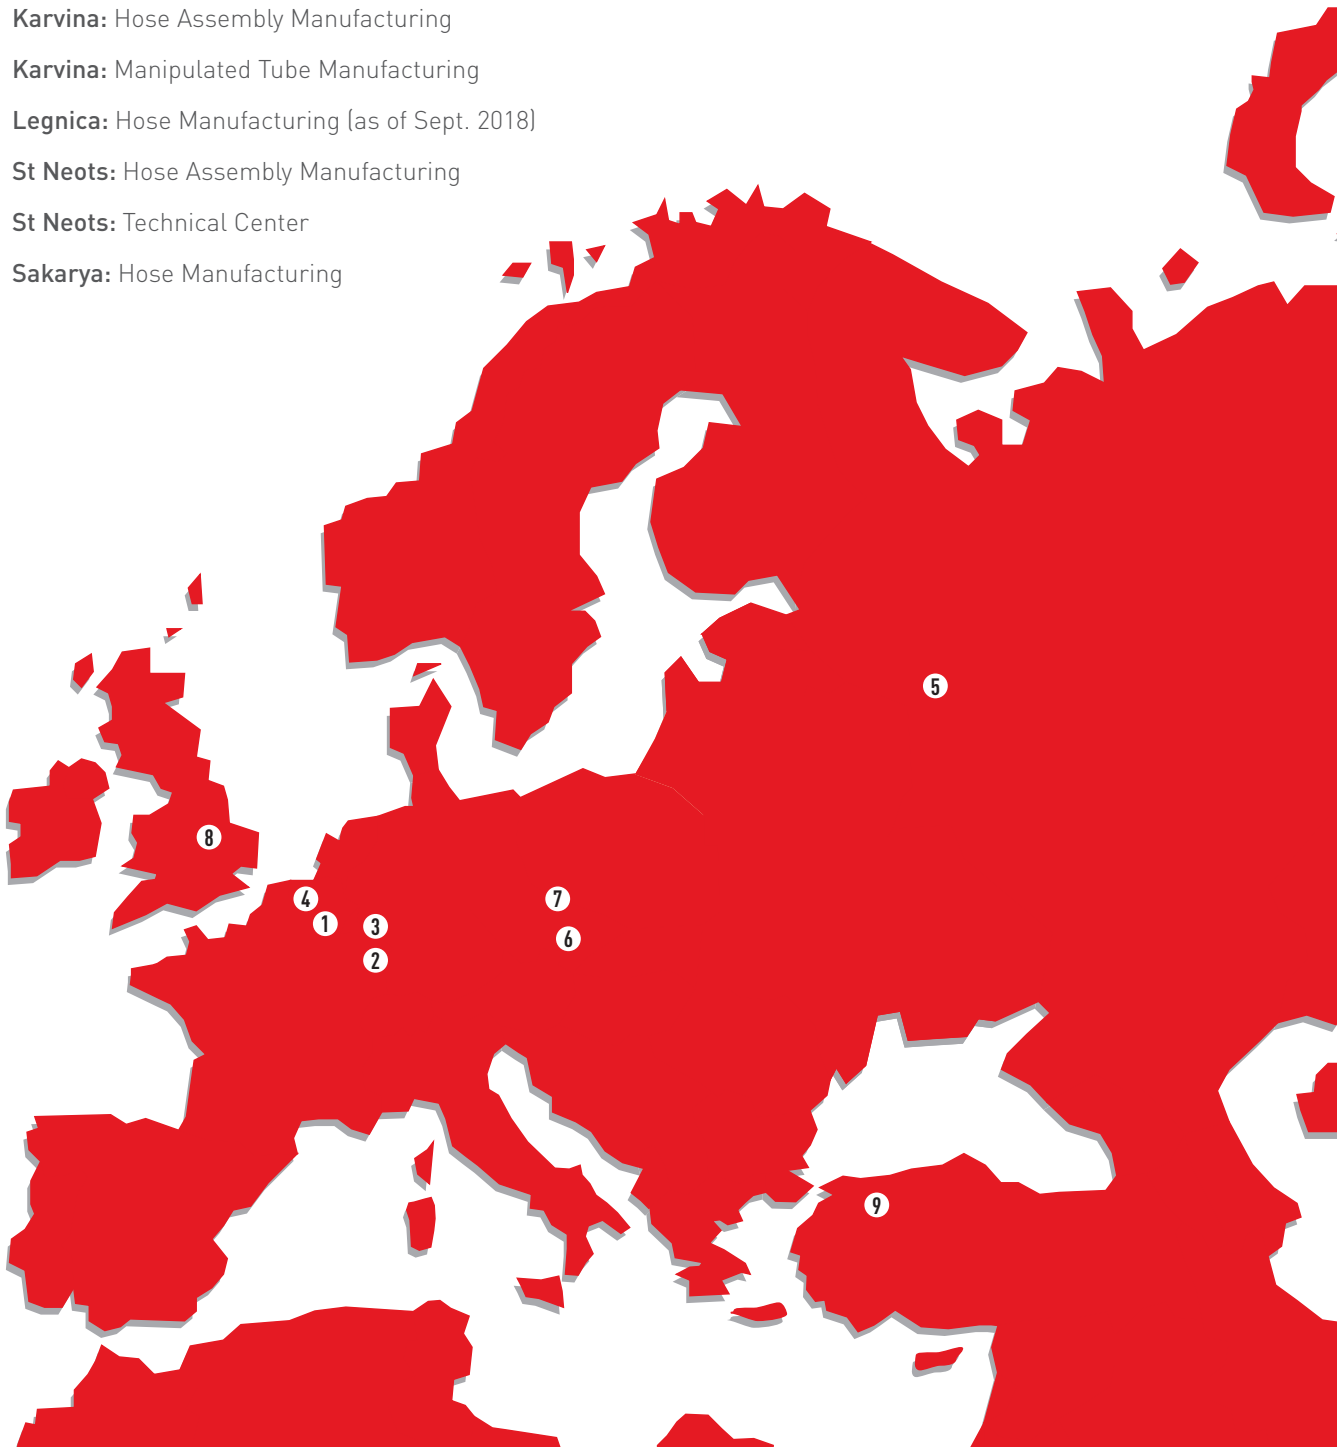 Karvina: Hose Assembly Manufacturing
Karvina: Manipulated Tube Manufacturing
Legnica: Hose Manufacturing (as of Sept. 2018)
St Neots: Hose Assembly Manufacturing
St Neots: Technical Center
Sakarya: Hose Manufacturing
5
8
4
7
1
3
6
2
9